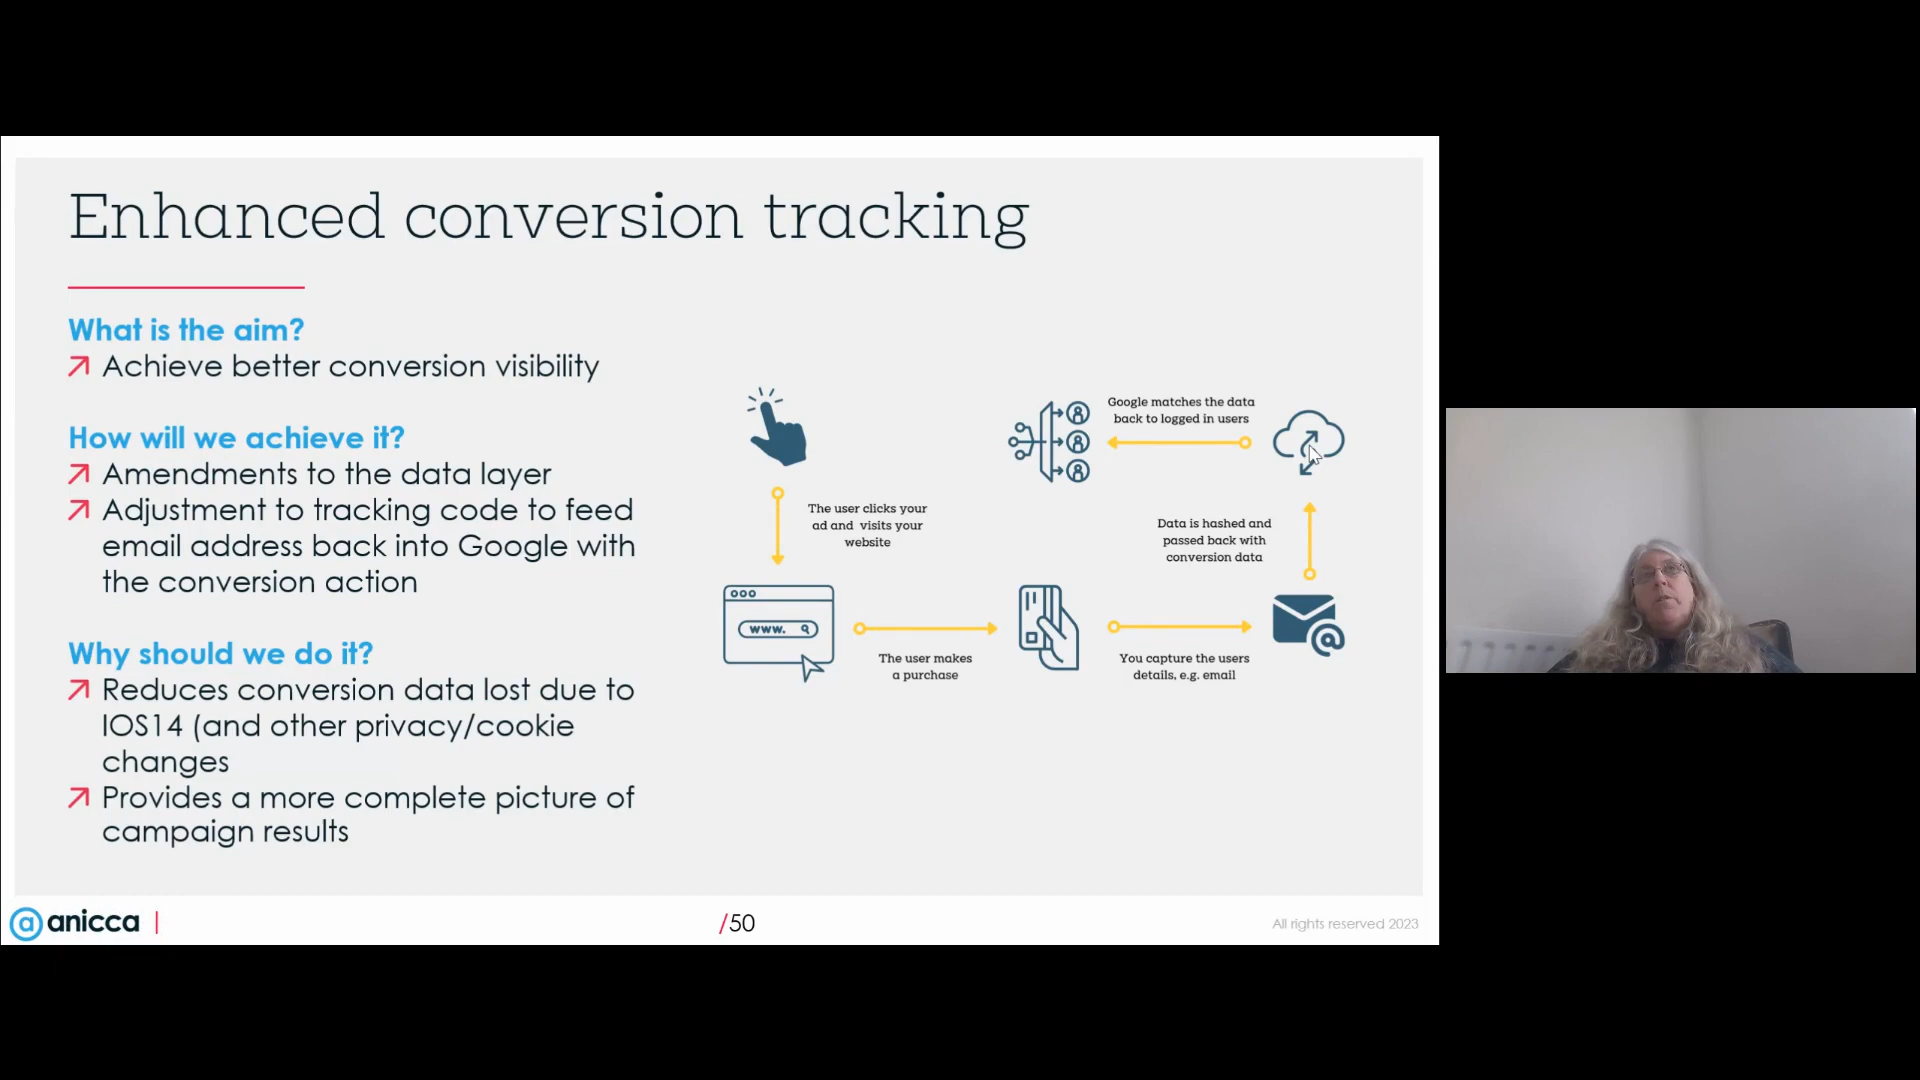 Enhanced conversion tracking
What is the aim?
Achieve better conversion visibility
How will we achieve it?
Amendments to the data layer
Adjustment to tracking code to feed
email address back into Google with
the conversion action
Why should we do it?
Reduces conversion data lost due to
IOS14 (and other privacy/cookie
changes
Provides a more complete picture of
campaign results
The user clicks your
ad and visits your
website
www.
The user makes
a purchase
You capture the users
details, e.g. email
@
Data is hashed and
passed back with
conversion data
Google matches the data
back to logged in users
a anicca
/50
All rights reserved 2023